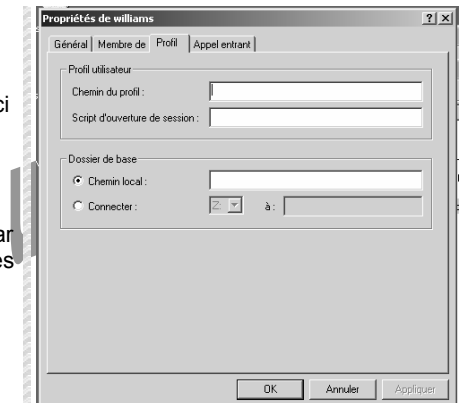 Propriétés de williams
Général Membre de Profil Appel entrant
Profil utilisateur
Chemin du profil :
Script d'ouverture de session :
ci
Dossier de base
Chemin local :
Connecter : Z: à :
ar
es
OK Annuler Appliquer